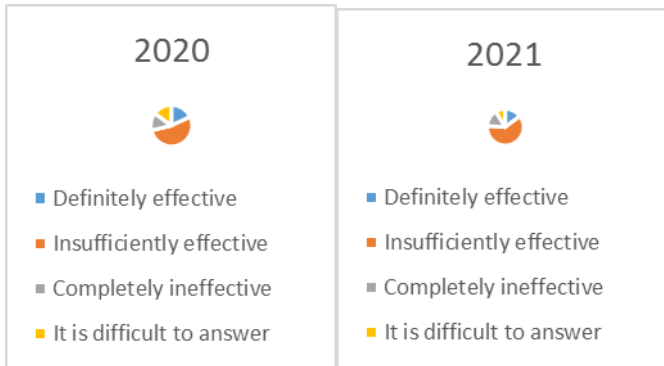 2020
Definitely effective
Insufficiently effective
Completely ineffective
It is difficult to answer
2021
Definitely effective
Insufficiently effective
Completely ineffective
It is difficult to answer